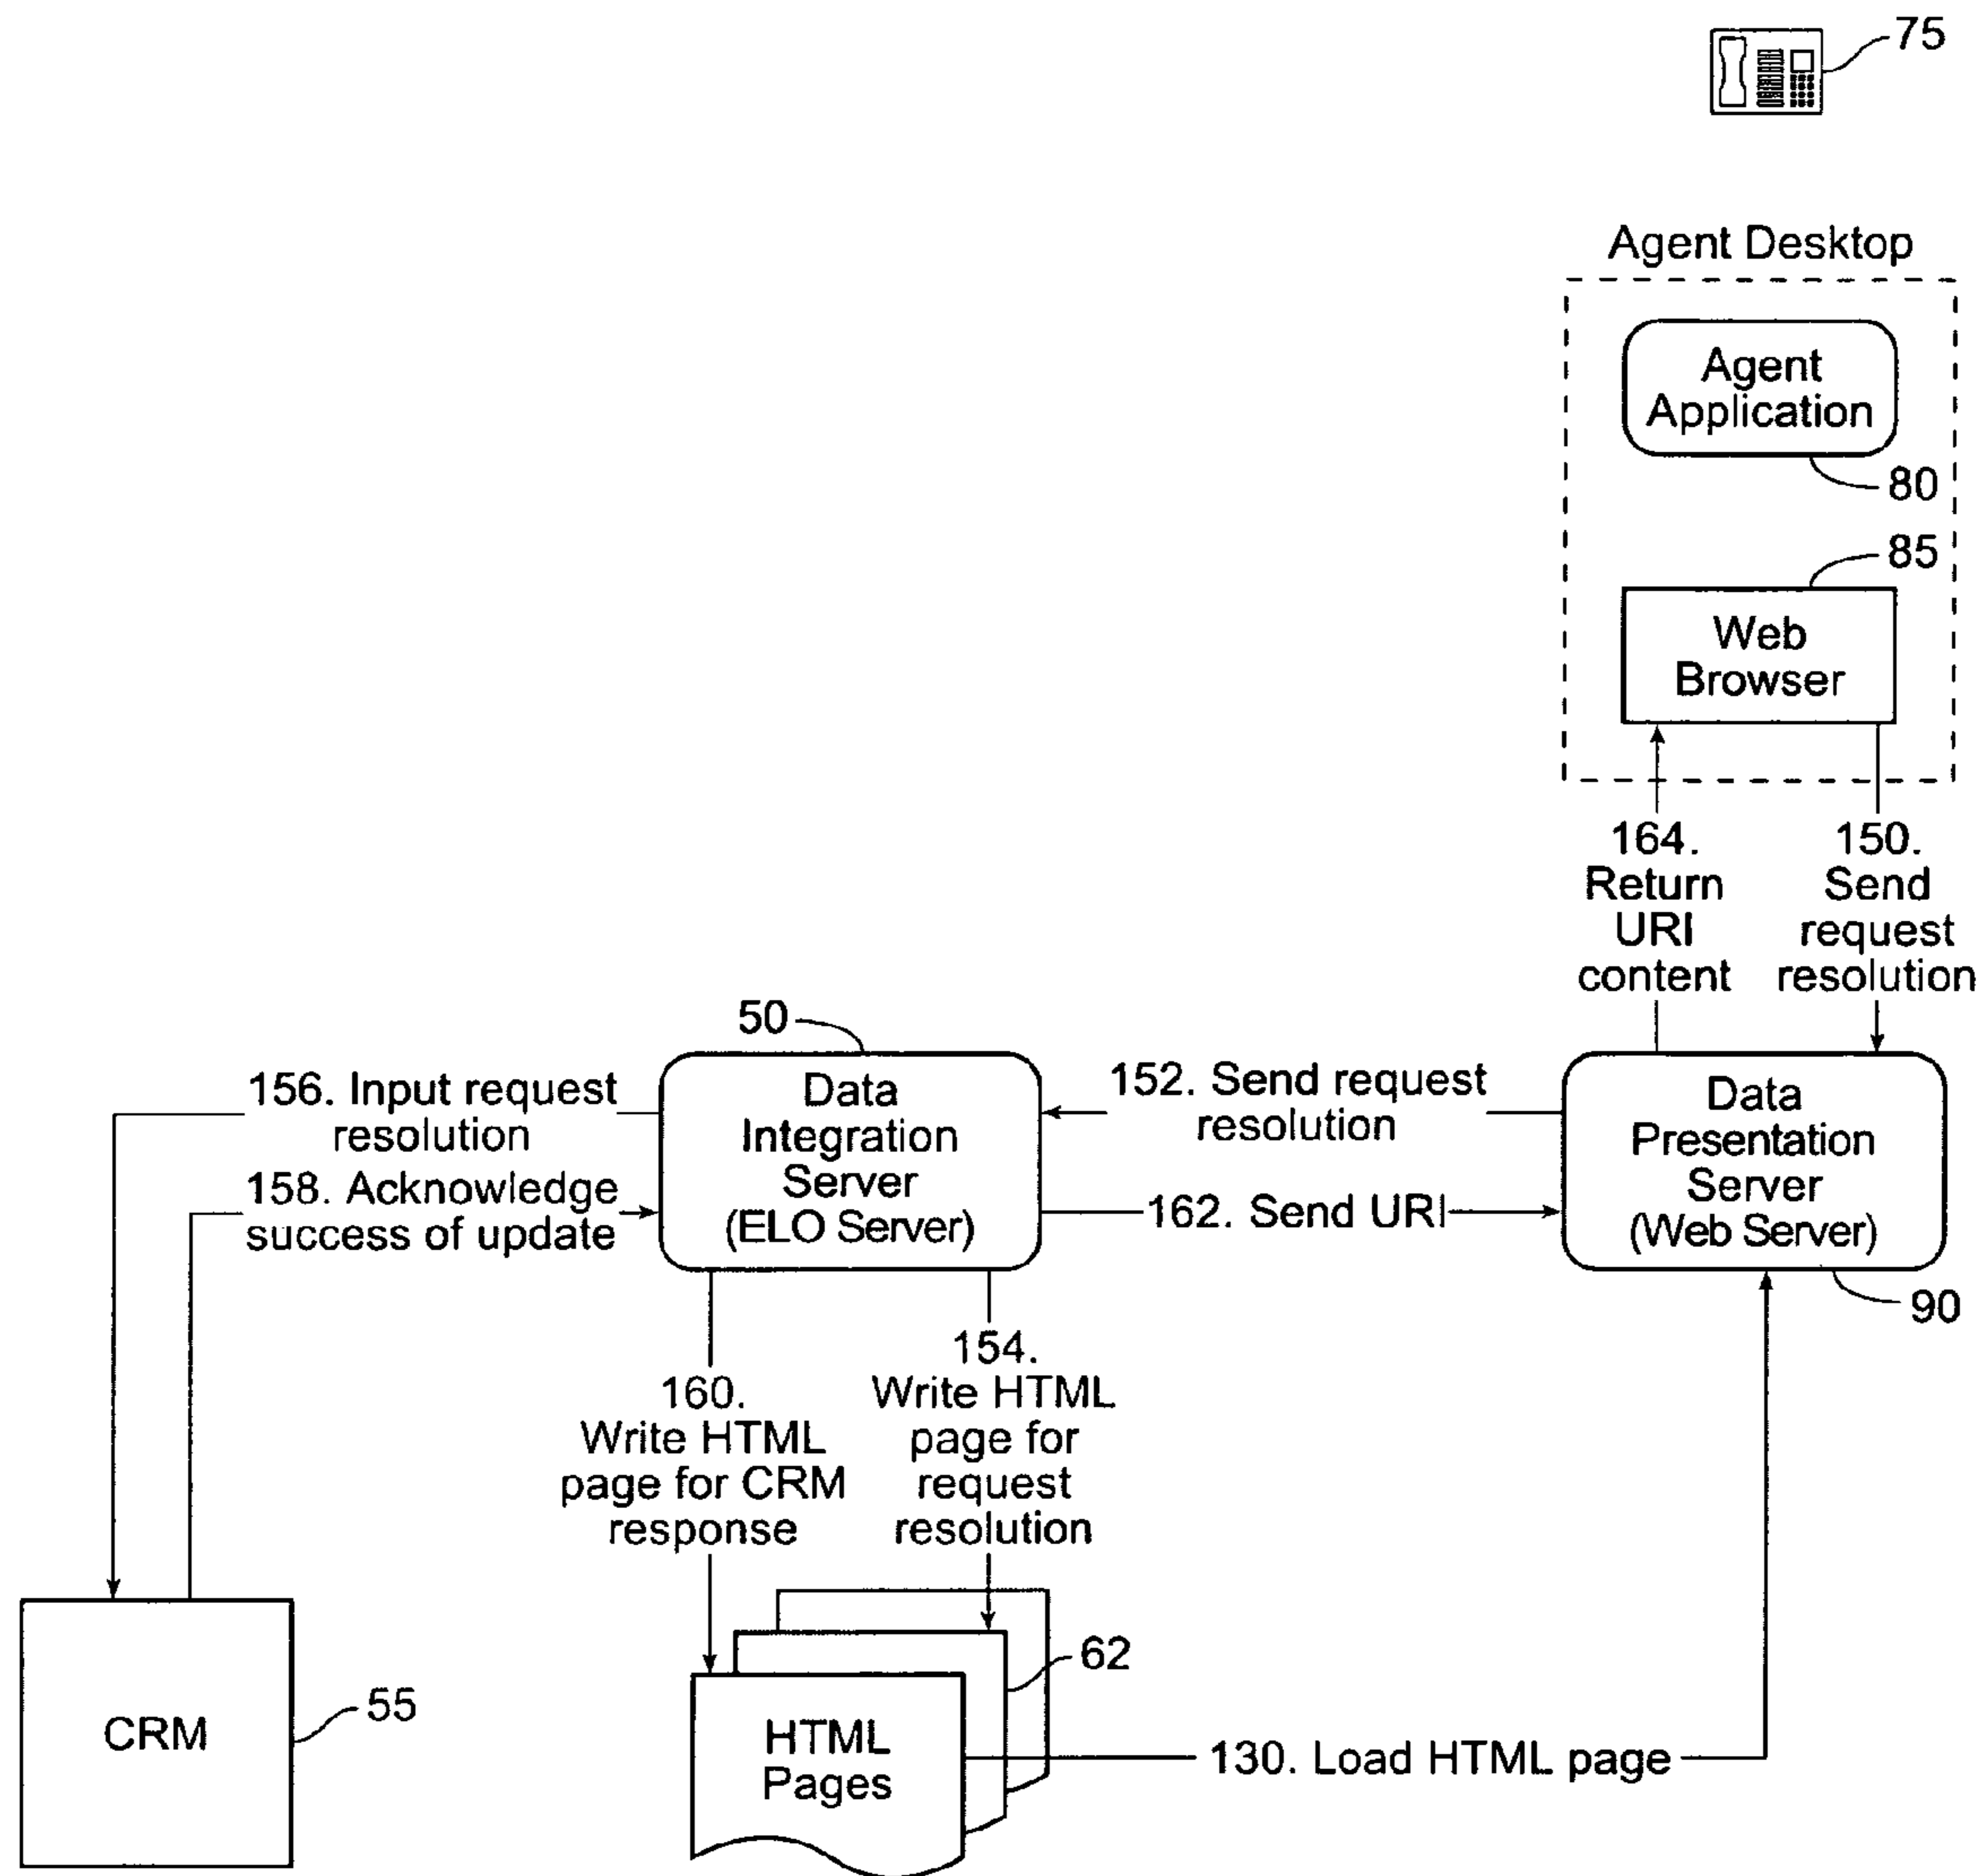 75
Agent Desktop
Agent
Application
80
85
Web
Browser
164.
Return
URI
content
150.
Send
request
resolution
50
156. Input request
resolution
158. Acknowledge
success of update
Data
Integration
Server
(ELO Server)
152. Send request
resolution
162. Send URI
Data
Presentation
Server
(Web Server)
90
160.
Write HTML
page for CRM
response
154.
Write HTML
page for
request
resolution
62
CRM
55
HTML
Pages
130. Load HTML page